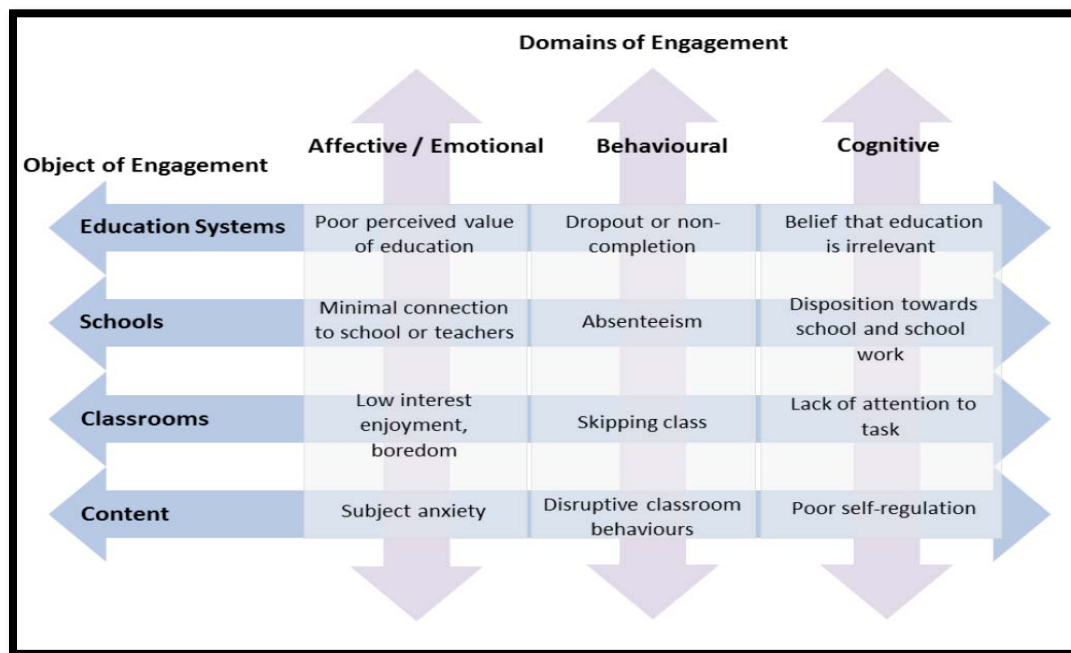 Domains of Engagement
Affective / Emotional
Behavioural
Cognitive
Object of Engagement
Education Systems
Poor perceived value
of education
Dropout or non-
completion
Belief that education
is irrelevant
Schools
Minimal connection
to school or teachers
Absenteeism
Disposition towards
school and school
work
Classrooms
Low interest
enjoyment,
boredom
Skipping class
Lack of attention to
task
Content
Subject anxiety
Disruptive classroom
behaviours
Poor self-regulation